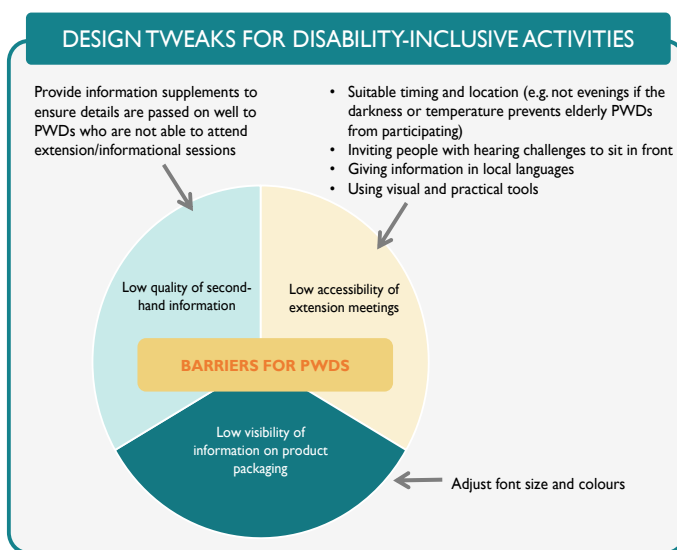 DESIGN TWEAKS FOR DISABILITY-INCLUSIVE ACTIVITIES
Provide information supplements to
ensure details are passed on well to
PWDs who are not able to attend
extension/informational sessions
• Suitable timing and location (e.g. not evenings if the
darkness or temperature prevents elderly PWDs
from participating)
• Inviting people with hearing challenges to sit in front
• Giving information in local languages
• Using visual and practical tools
Low quality of second-
hand information
Low accessibility of
extension meetings
BARRIERS FOR PWDS
Low visibility of
information on product
packaging
Adjust font size and colours